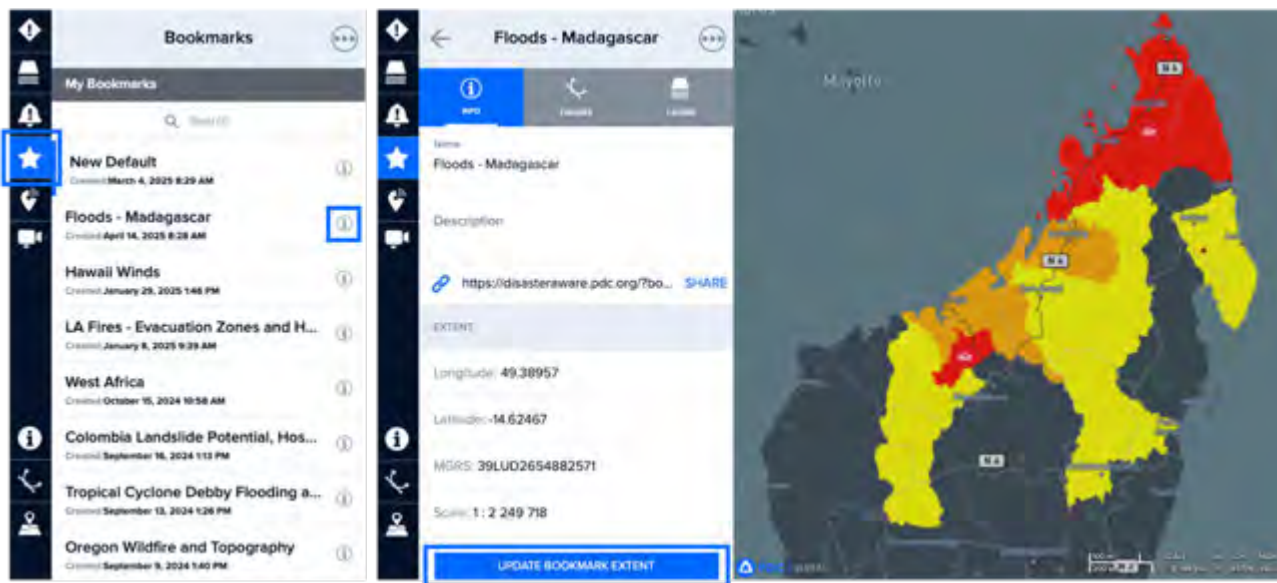 Bookmarks
My Bookmarks
Search
New Default
Created: March 4, 2025 8:29 AM
Floods - Madagascar
Created: April 14, 2025 8:28 AM
Hawaii Winds
Created: January 29, 2025 1:46 PM
LA Fires - Evacuation Zones and H...
Created: January 8, 2025 9:39 AM
West Africa
Created: October 15, 2024 10:58 AM
Colombia Landslide Potential, Hos...
Created: September 16, 2024 1:13 PM
Tropical Cyclone Debby Flooding a...
Created: September 13, 2024 1:26 PM
Oregon Wildfire and Topography
Created: September 9, 2024 1:40 PM
Floods - Madagascar
INFO
LAYERS
Name
Floods - Madagascar
Description
https://disasteraware.pdc.org/?bo... SHARE
EXTENT
Longitude: 49.38957
Latitude: -14.62467
MGRS: 39LUD2654882571
Scale: 1 : 2 249 718
UPDATE BOOKMARK EXTENT
Mayotte
N 6
N 6
N 4